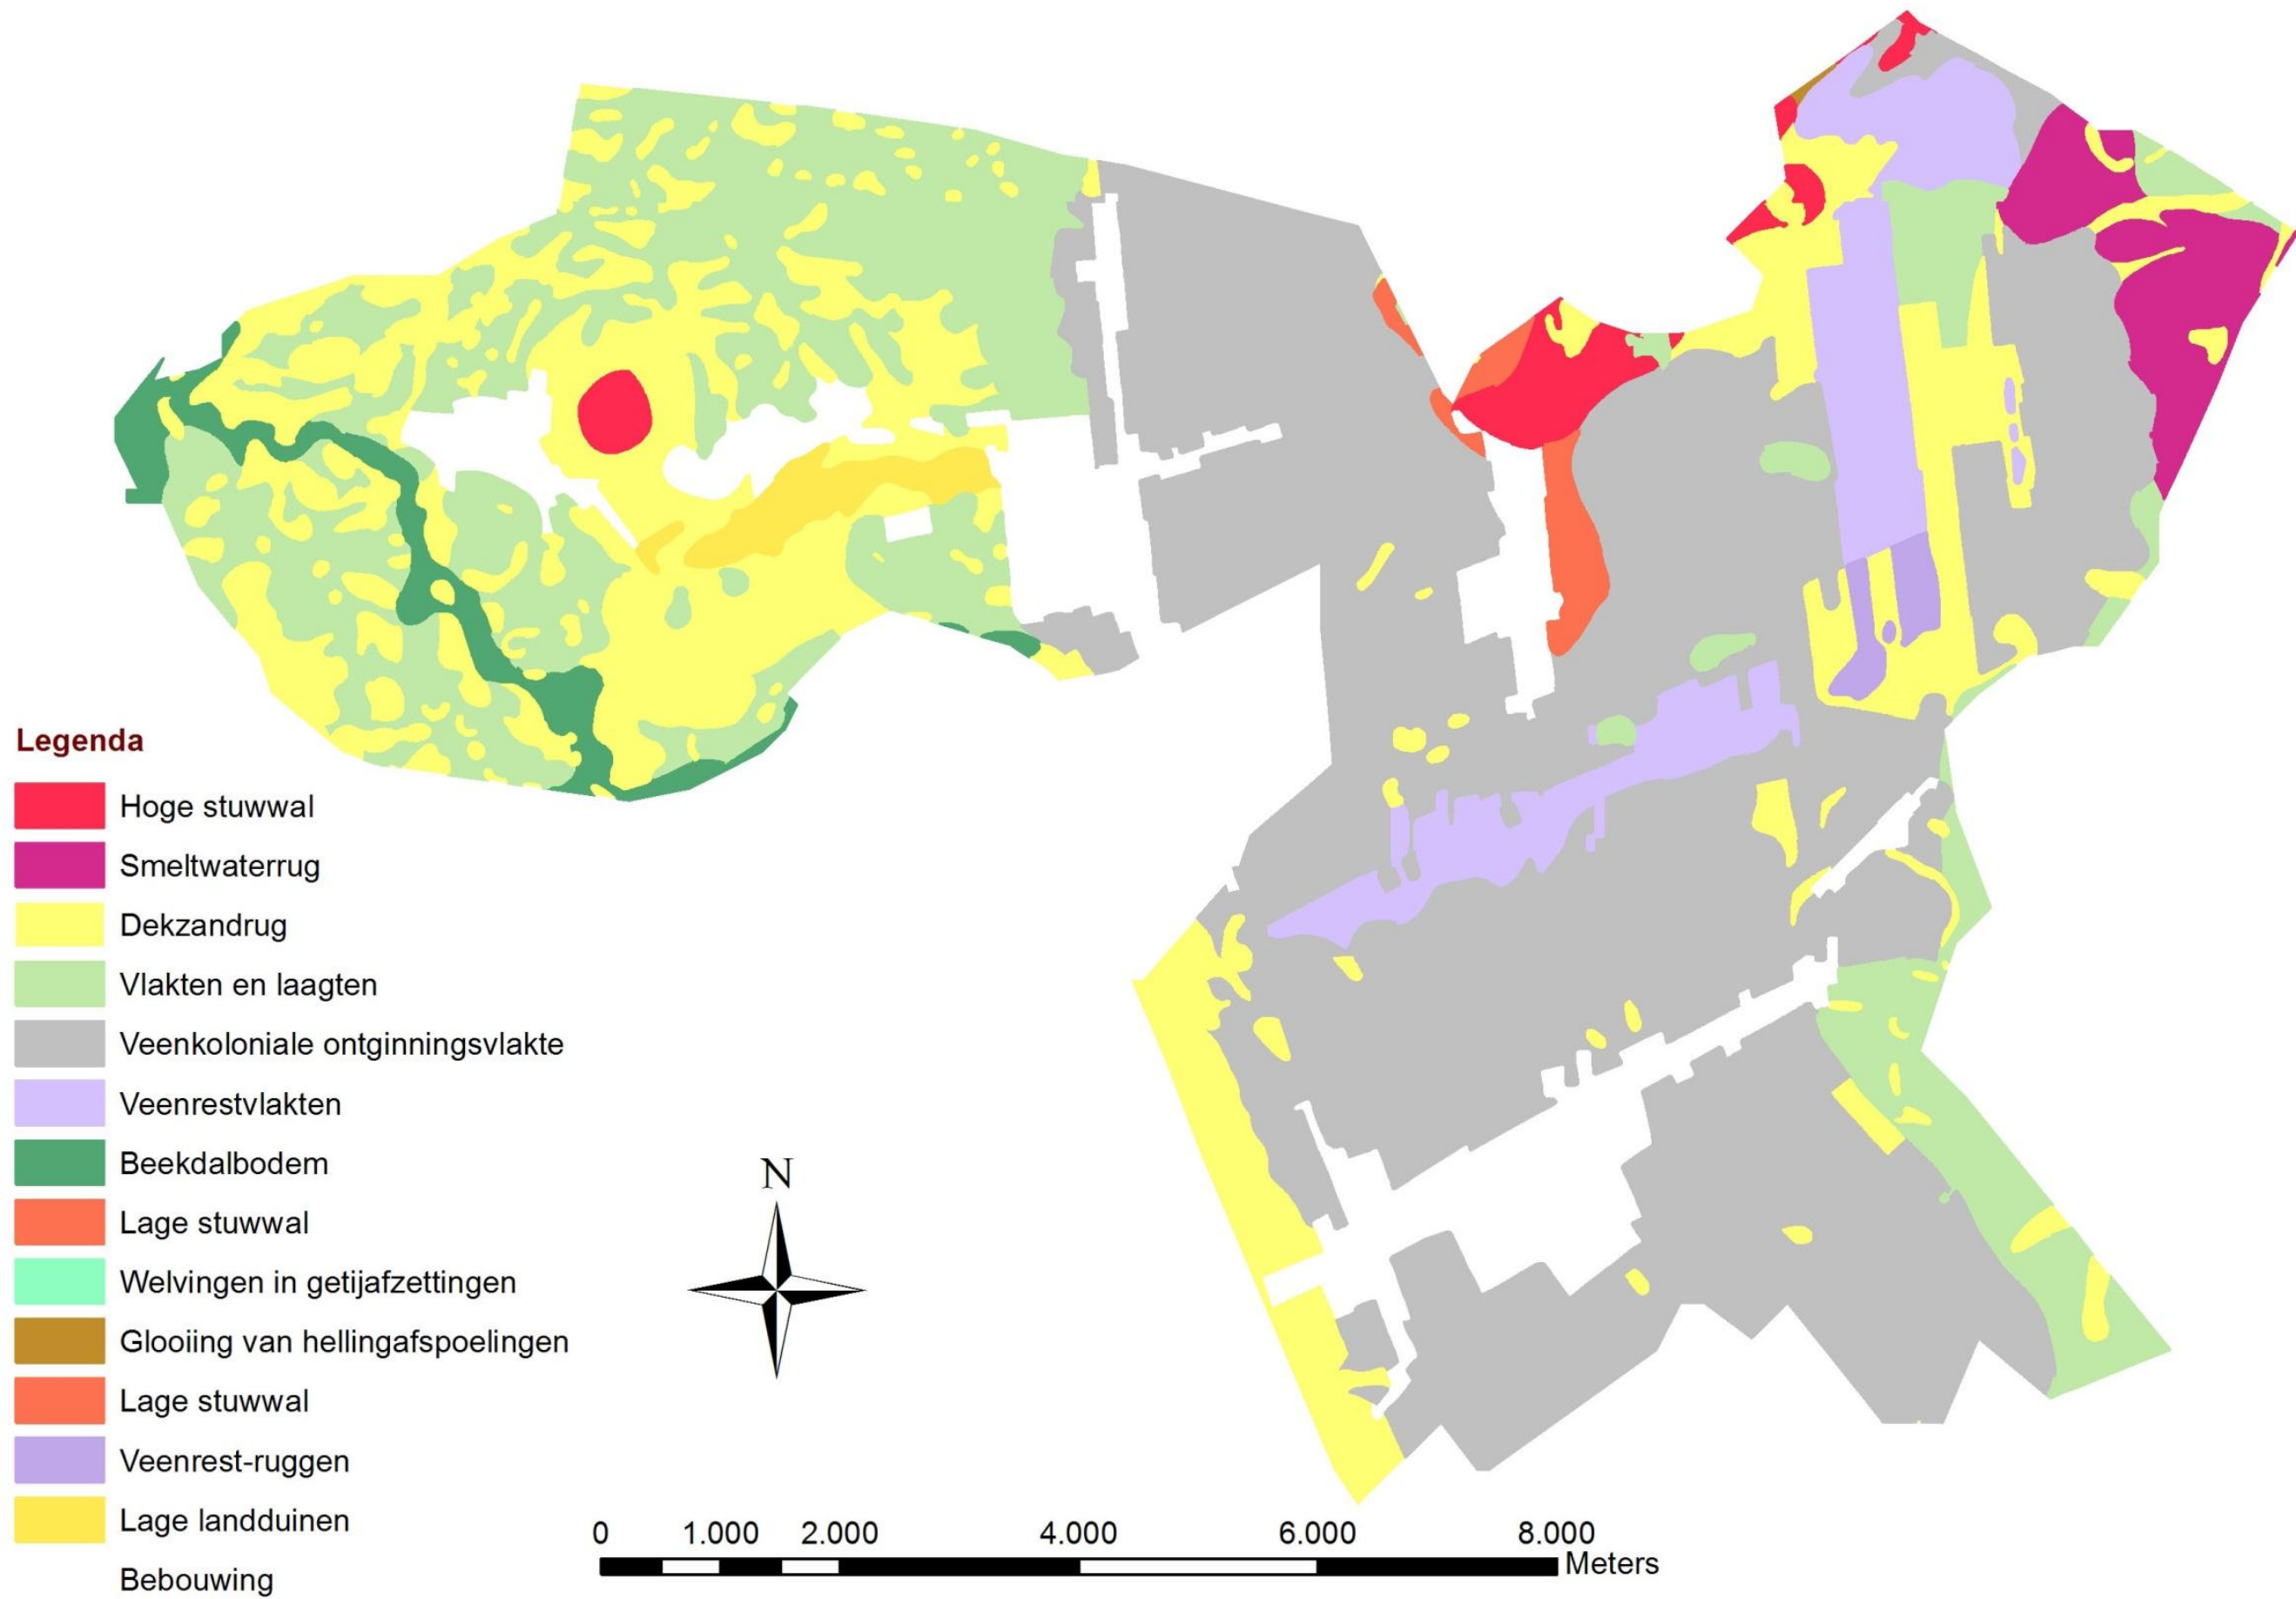 Legenda
Hoge stuwwal
Smeltwaterrug
Dekzandrug
Vlakten en laagten
Veenkoloniale ontginningsvlakte
Veenrestvlakten
Beekdalbodem
Lage stuwwal
Welvingen in getijafzettingen
Glooiing van hellingafspoelingen
Lage stuwwal
Veenrest-ruggen
Lage landduinen
Bebouwing
N
0 1.000 2.000 4.000 6.000 8.000
Meters